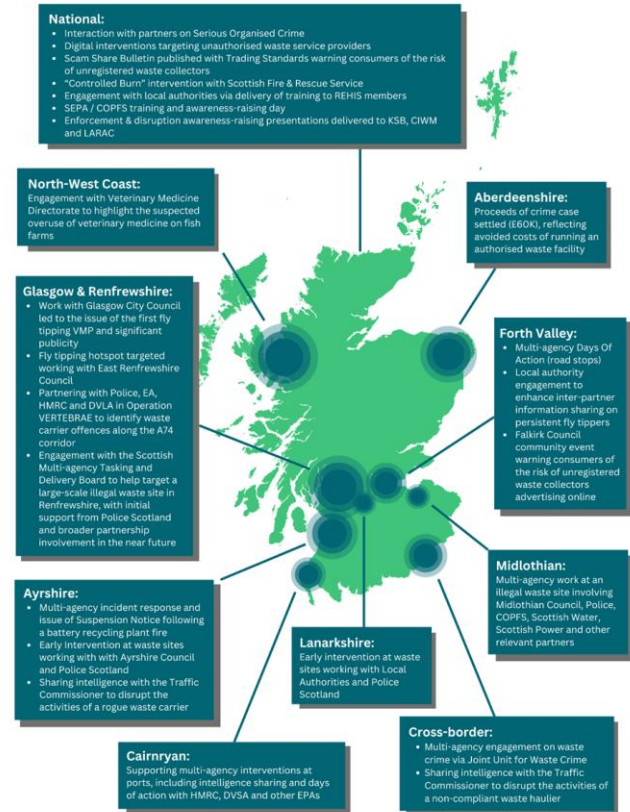 National:
• Interaction with partners on Serious Organised Crime
• Digital interventions targeting unauthorised waste service providers
• Scam Share Bulletin published with Trading Standards warning consumers of the risk
of unregistered waste collectors
• “Controlled Burn” intervention with Scottish Fire & Rescue Service
• Engagement with local authorities via delivery of training to REHIS members
• SEPA / COPFS training and awareness-raising day
• Enforcement & disruption awareness-raising presentations delivered to KSB, CIWM
and LARAC
North-West Coast:
Engagement with Veterinary Medicine
Directorate to highlight the suspected
overuse of veterinary medicine on fish
farms
Aberdeenshire:
Proceeds of crime case
settled (£60K), reflecting
avoided costs of running an
authorised waste facility
Glasgow & Renfrewshire:
• Work with Glasgow City Council
led to the issue of the first fly
tipping VMP and significant
publicity
• Fly tipping hotspot targeted
working with East Renfrewshire
Council
• Partnering with Police, EA,
HMRC and DVLA in Operation
VERTEBRAE to identify waste
carrier offences along the A74
corridor
• Engagement with the Scottish
Multi-agency Tasking and
Delivery Board to help target a
large-scale illegal waste site in
Renfrewshire, with initial
support from Police Scotland
and broader partnership
involvement in the near future
Forth Valley:
• Multi-agency Days Of
Action (road stops)
• Local authority
engagement to
enhance inter-partner
information sharing on
persistent fly tippers
• Falkirk Council
community event
warning consumers of
the risk of unregistered
waste collectors
advertising online
Midlothian:
Multi-agency work at an
illegal waste site involving
Midlothian Council, Police,
COPFS, Scottish Water,
Scottish Power and other
relevant partners
Ayrshire:
• Multi-agency incident response and
issue of Suspension Notice following
a battery recycling plant fire
• Early Intervention at waste sites
working with with Ayrshire Council
and Police Scotland
• Sharing intelligence with the Traffic
Commissioner to disrupt the
activities of a rogue waste carrier
Lanarkshire:
Early intervention at waste
sites working with Local
Authorities and Police
Scotland
Cairnryan:
Supporting multi-agency interventions at
ports, including intelligence sharing and days
of action with HMRC, DVSA and other EPAs
Cross-border:
• Multi-agency engagement on waste
crime via Joint Unit for Waste Crime
• Sharing intelligence with the Traffic
Commissioner to disrupt the activities of
a non-compliant waste haulier